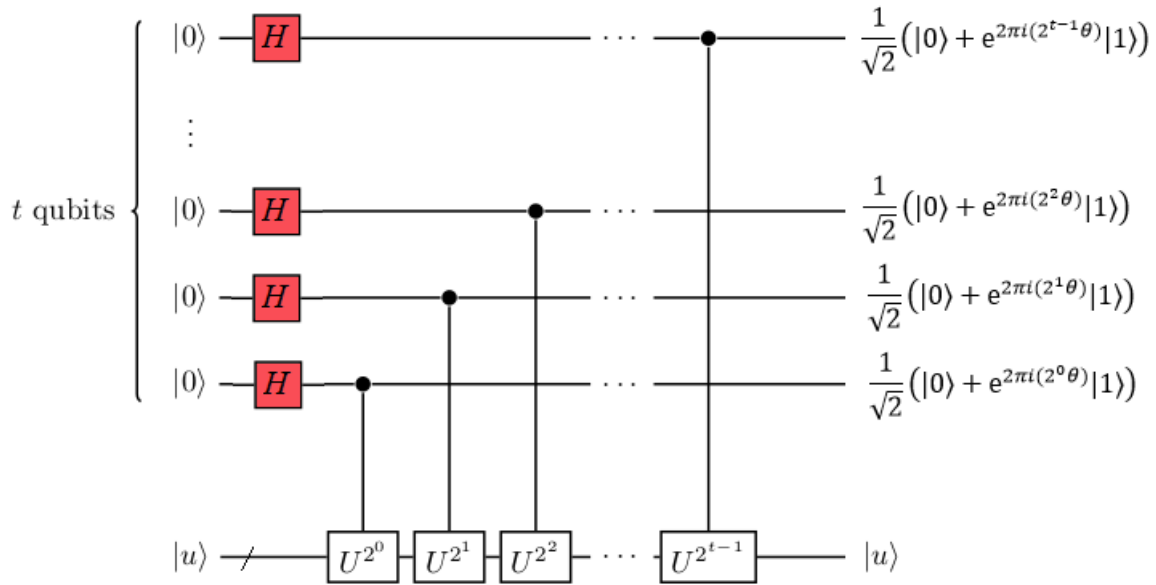 |0⟩ H ··· 1/√2 (|0⟩ + e^{2πi(2^{t−1}θ)}|1⟩)
⋮
t qubits |0⟩ H ··· 1/√2 (|0⟩ + e^{2πi(2^2θ)}|1⟩)
|0⟩ H ··· 1/√2 (|0⟩ + e^{2πi(2^1θ)}|1⟩)
|0⟩ H ··· 1/√2 (|0⟩ + e^{2πi(2^0θ)}|1⟩)
|u⟩ U^{2^0} U^{2^1} U^{2^2} ··· U^{2^{t−1}} |u⟩